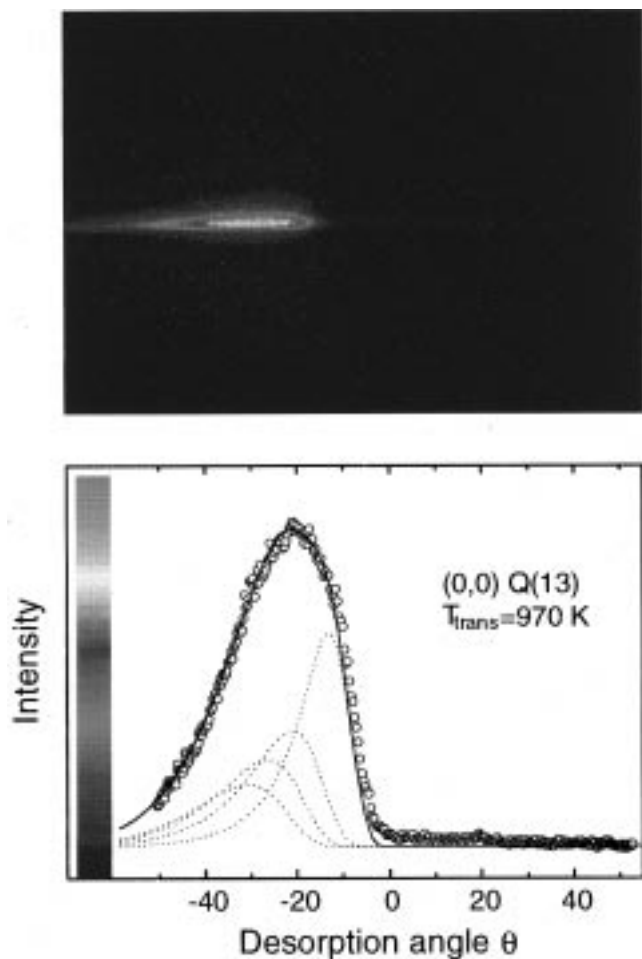 Intensity
(0,0) Q(13)
T_trans=970 K
-40 -20 0 20 40
Desorption angle θ